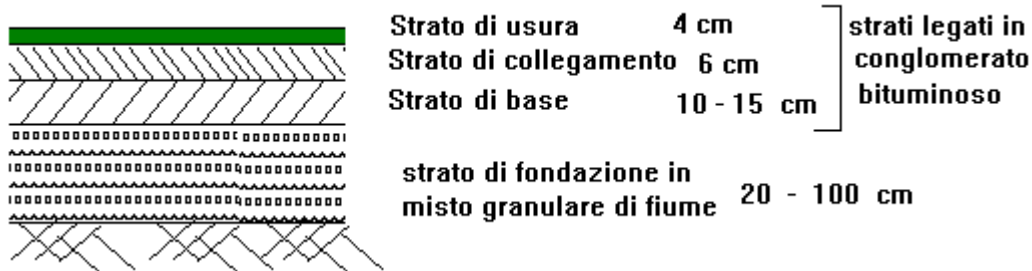 Strato di usura 4 cm
Strato di collegamento 6 cm
Strato di base 10 - 15 cm
strati legati in
conglomerato
bituminoso
strato di fondazione in
misto granulare di fiume 20 - 100 cm